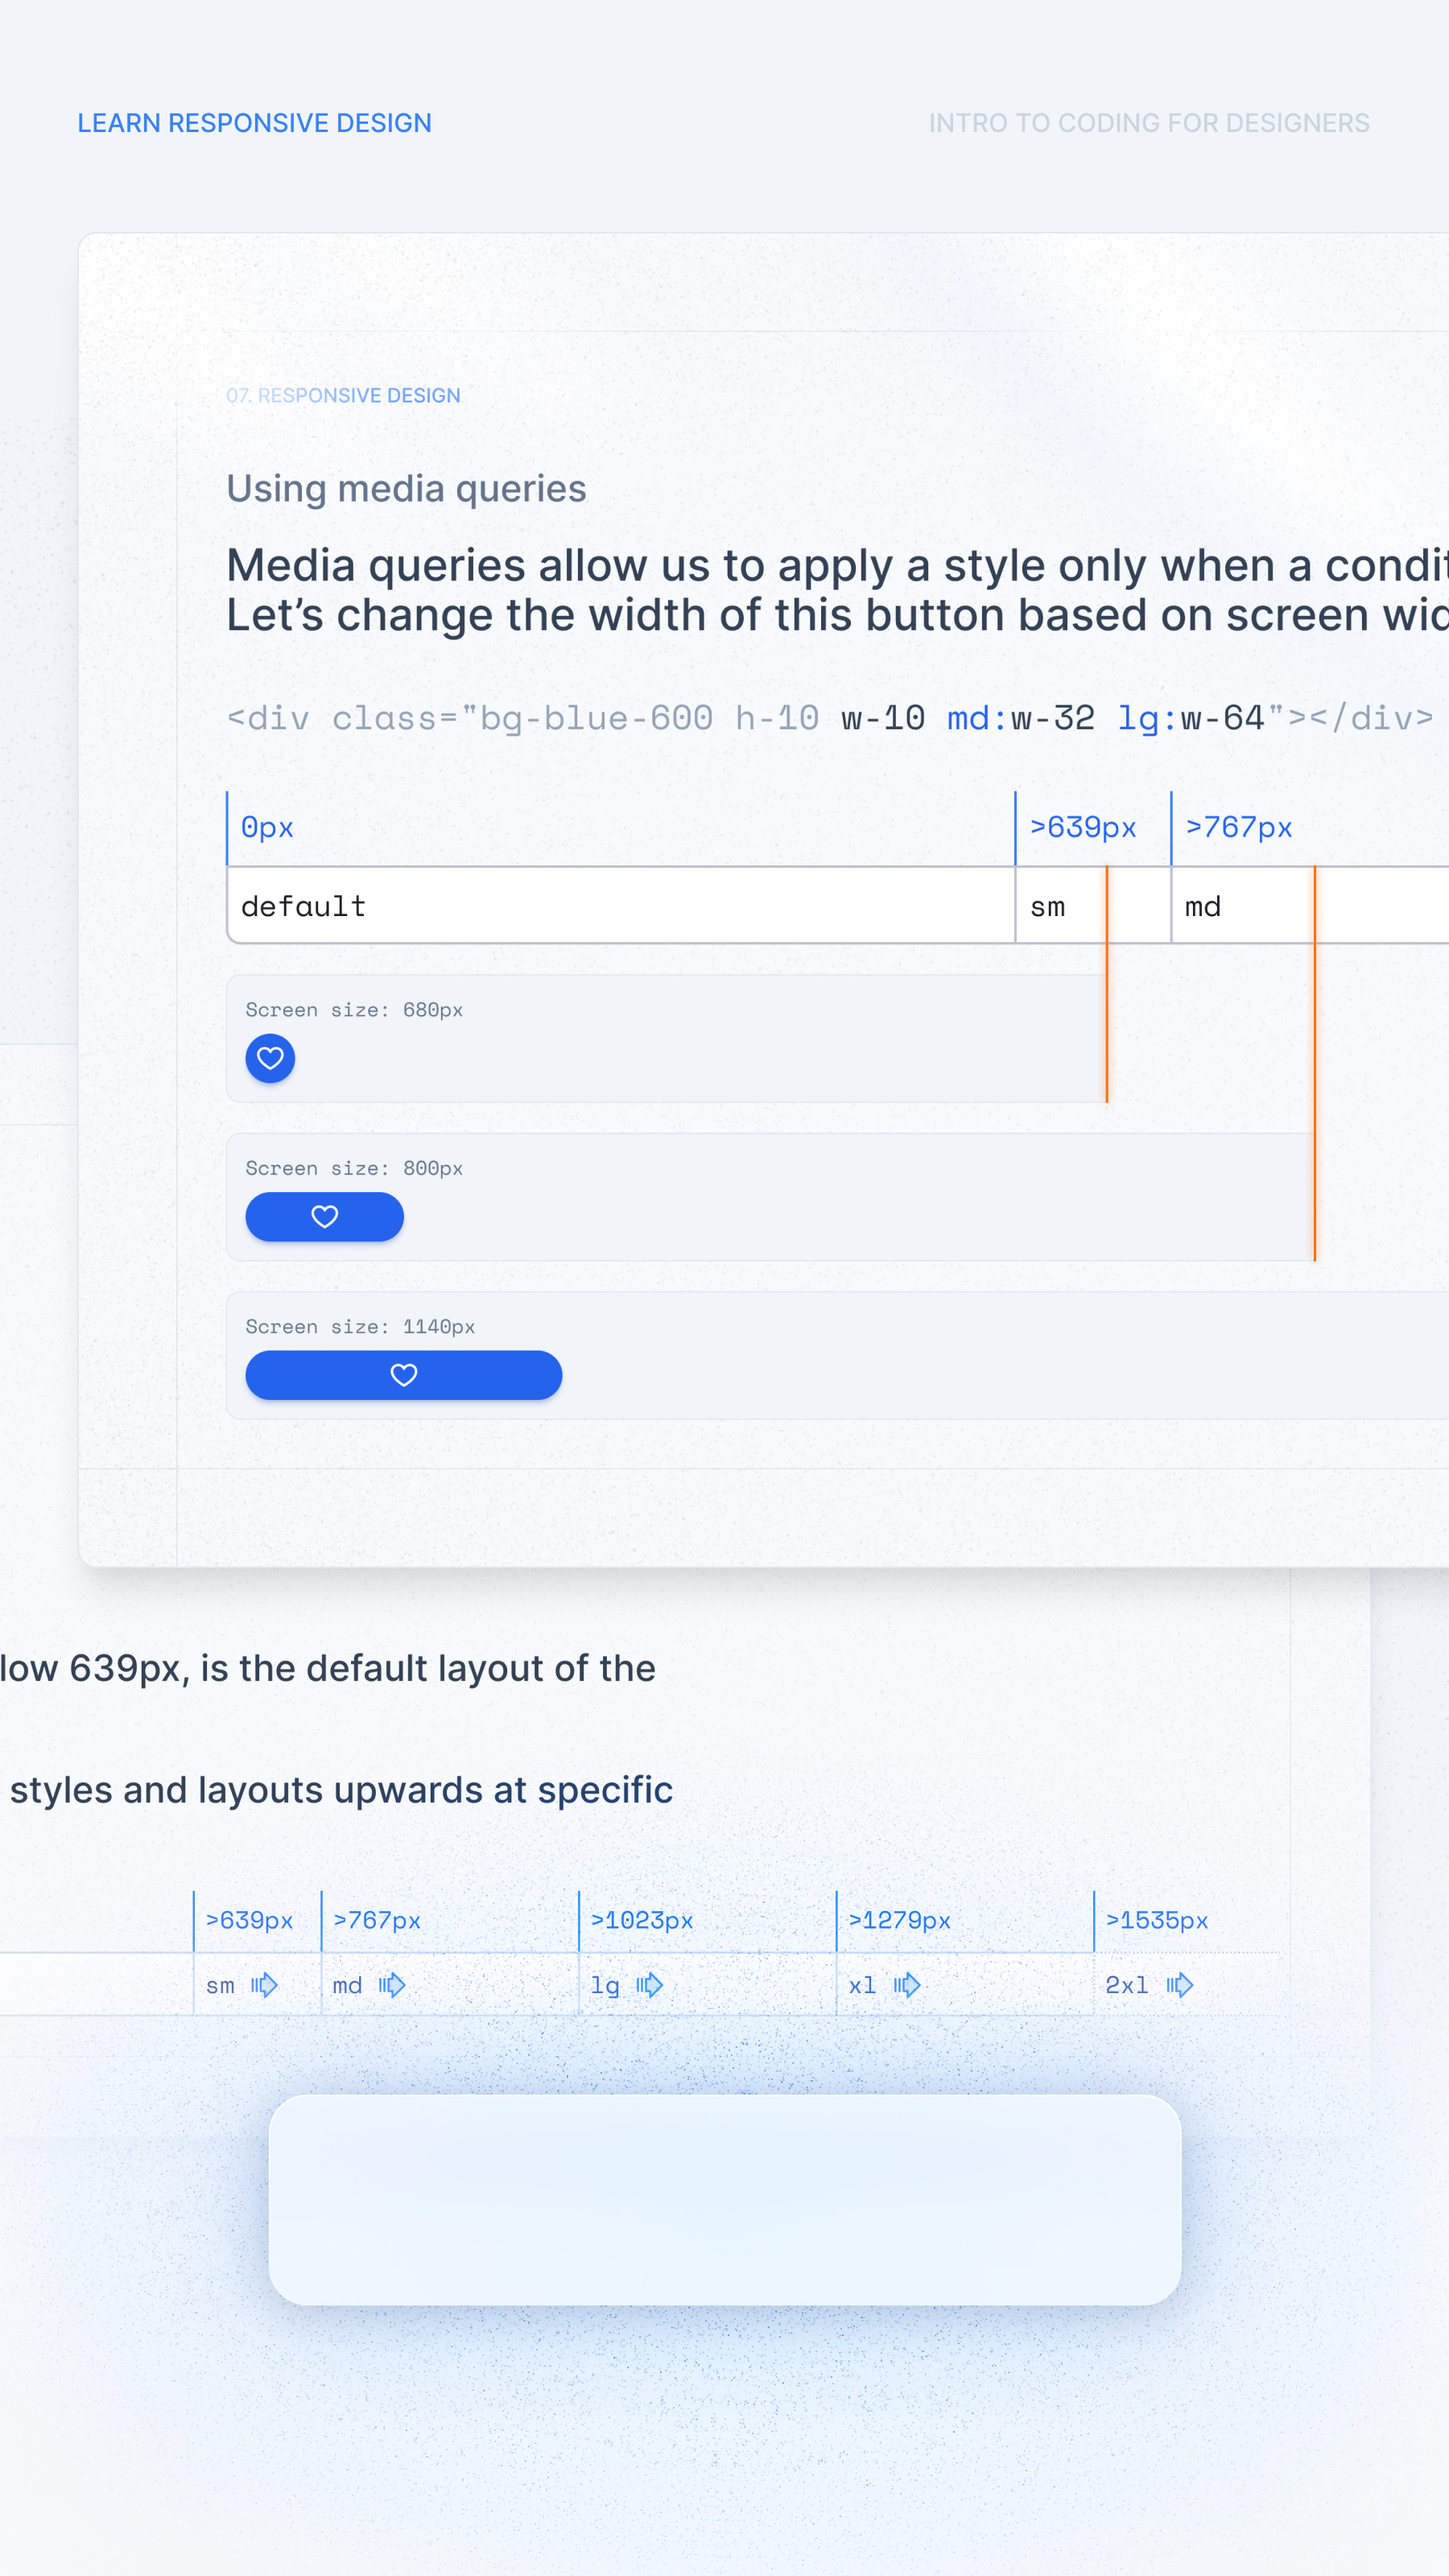 LEARN RESPONSIVE DESIGN
INTRO TO CODING FOR DESIGNERS
07. RESPONSIVE DESIGN
Using media queries
Media queries allow us to apply a style only when a
Let’s change the width of this button based on screen
<div class="bg-blue-600 h-10 w-10 md:w-32 lg:w-64"></div>
0px >639px >767px
default sm md
Screen size: 680px
Screen size: 800px
Screen size: 1140px
639px, is the default layout of the
styles and layouts upwards at specific
>639px >767px >1023px >1279px >1535px
sm md lg xl 2xl